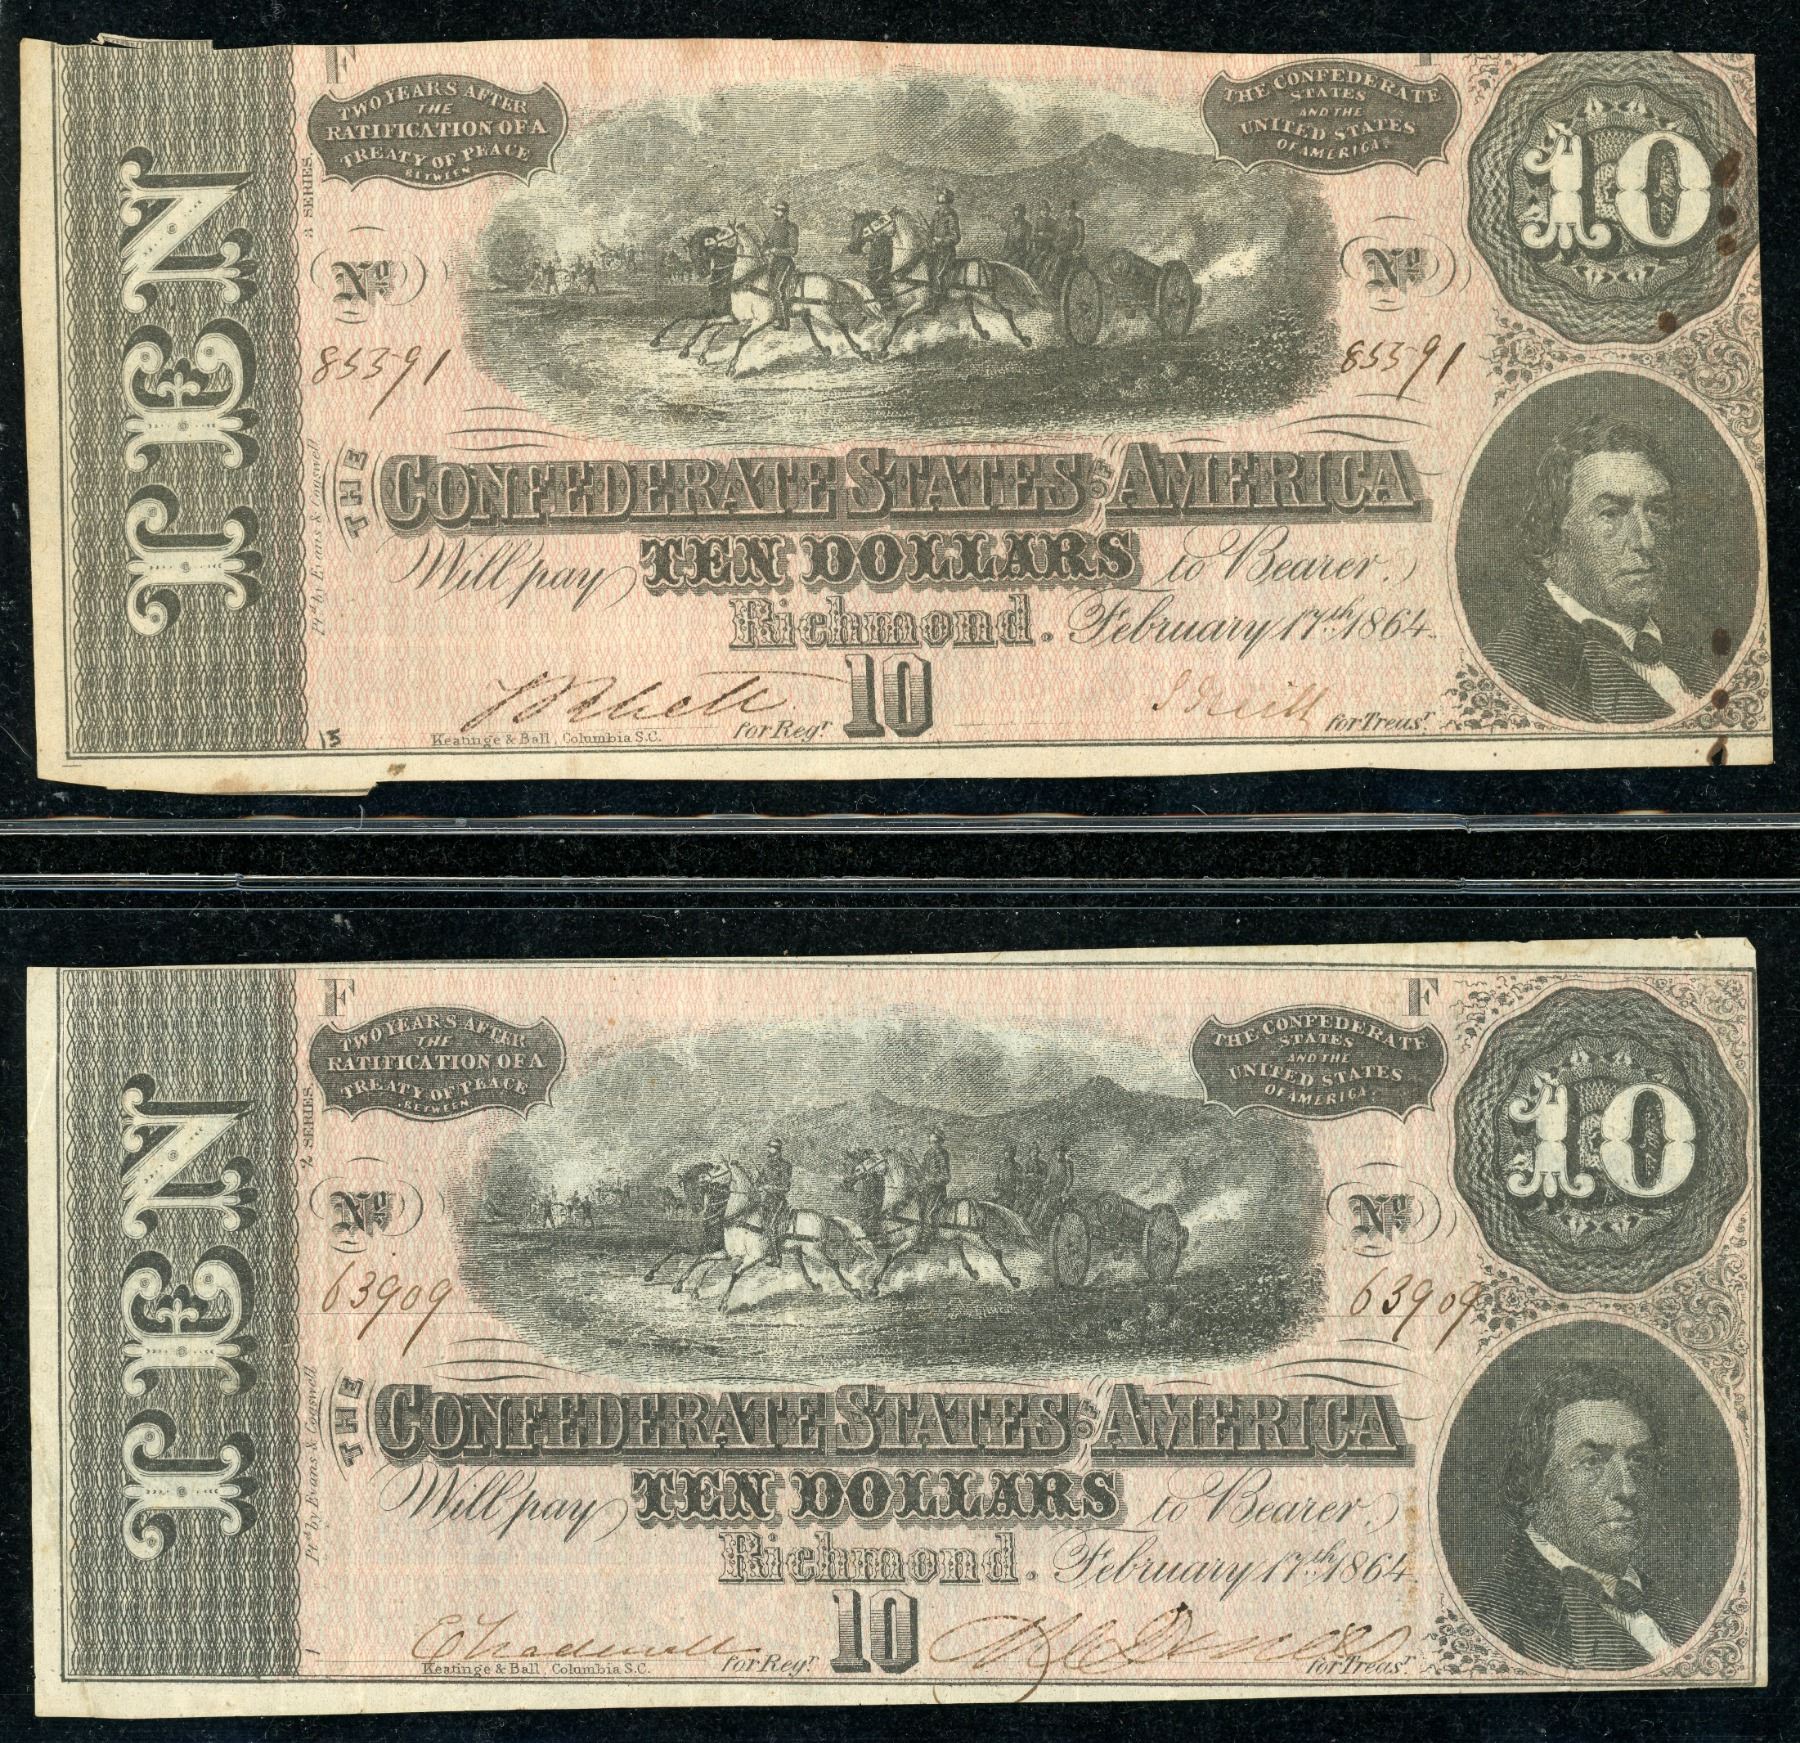 F
TWO YEARS AFTER
THE
RATIFICATION OF A
TREATY OF PEACE
BETWEEN
THE CONFEDERATE
STATES
AND THE
UNITED STATES
OF AMERICA.
10
TEN
3 SERIES.
No
No
85391
85391
Ptd by Evans & Cogswell
THE
CONFEDERATE STATES OF AMERICA
Will pay TEN DOLLARS to Bearer.
Richmond. February 17th 1864.
10
for Regr
for Treasr
Keatinge & Ball, Columbia S.C.
F
F
TWO YEARS AFTER
THE
RATIFICATION OF A
TREATY OF PEACE
BETWEEN
THE CONFEDERATE
STATES
AND THE
UNITED STATES
OF AMERICA.
10
TEN
2 SERIES.
No
No
63909
63909
Ptd by Evans & Cogswell
THE
CONFEDERATE STATES OF AMERICA
Will pay TEN DOLLARS to Bearer.
Richmond. February 17th 1864.
1
10
for Regr
for Treasr
Keatinge & Ball, Columbia S.C.